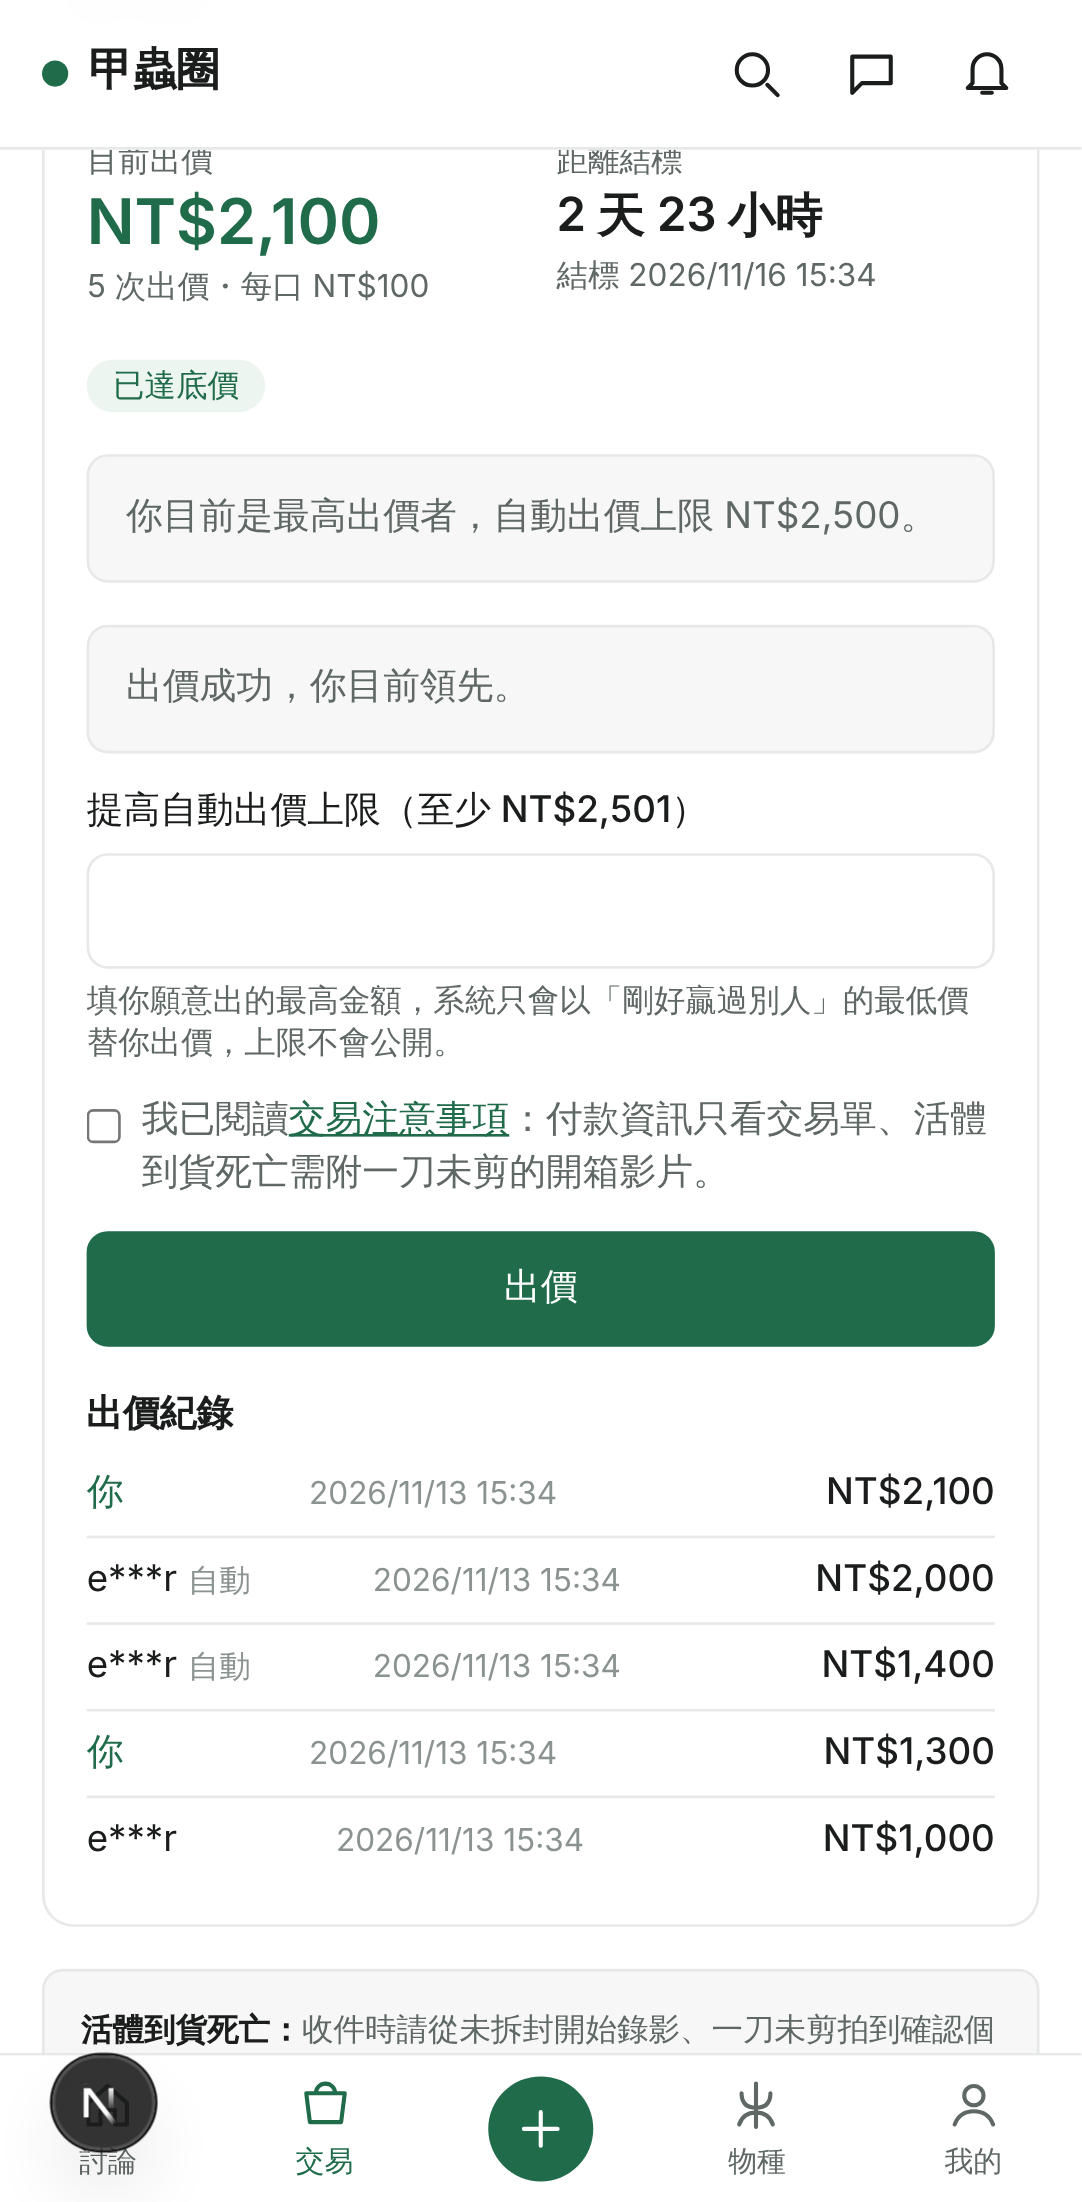 甲蟲圈
目前出價
NT$2,100
5 次出價・每口 NT$100
距離結標
2 天 23 小時
結標 2026/11/16 15:34
已達底價
你目前是最高出價者，自動出價上限 NT$2,500。
出價成功，你目前領先。
提高自動出價上限（至少 NT$2,501）
填你願意出的最高金額，系統只會以「剛好贏過別人」的最低價
替你出價，上限不會公開。
我已閱讀交易注意事項：付款資訊只看交易單、活體
到貨死亡需附一刀未剪的開箱影片。
出價
出價紀錄
你 2026/11/13 15:34 NT$2,100
e***r 自動 2026/11/13 15:34 NT$2,000
e***r 自動 2026/11/13 15:34 NT$1,400
你 2026/11/13 15:34 NT$1,300
e***r 2026/11/13 15:34 NT$1,000
活體到貨死亡：收件時請從未拆封開始錄影、一刀未剪拍到確認個
N
討論
交易
物種
我的